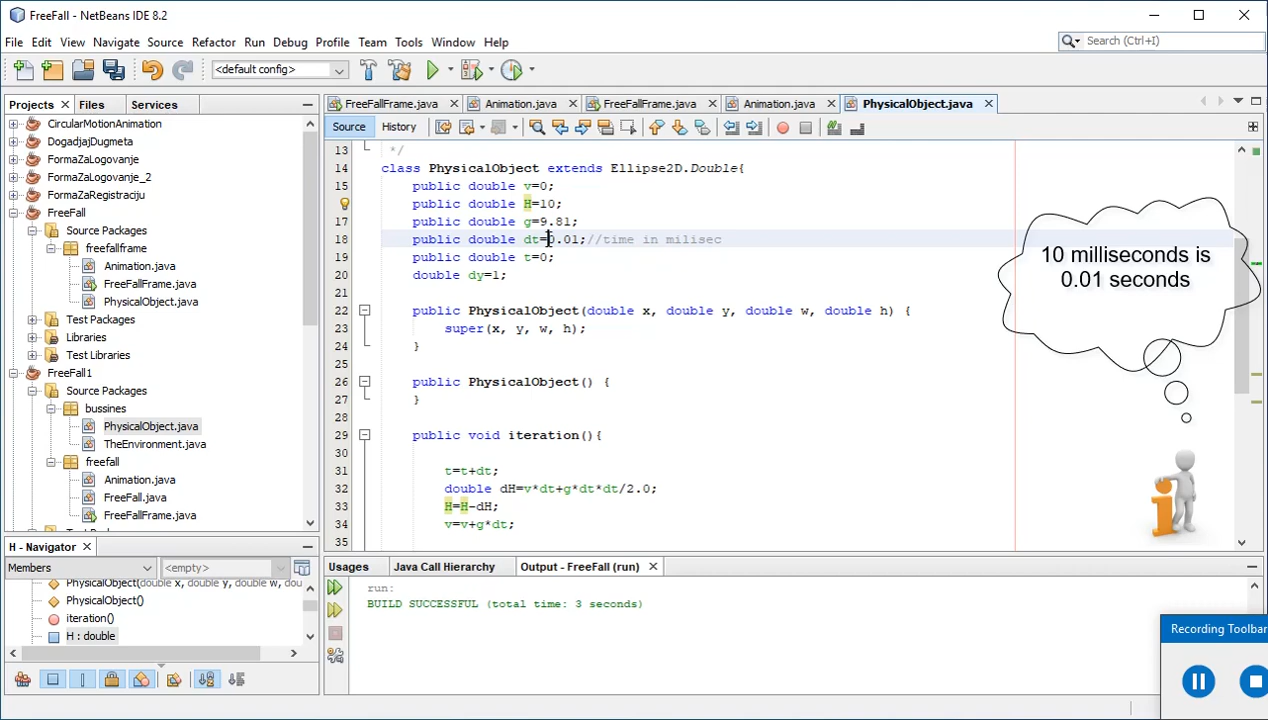 FreeFall - NetBeans IDE 8.2
File Edit View Navigate Source Refactor Run Debug Profile Team Tools Window Help
Search (Ctrl+I)
<default config>
Projects Files Services
CircularMotionAnimation
DogadjajDugmeta
FormaZaLogovanje
FormaZaLogovanje_2
FormaZaRegistraciju
FreeFall
Source Packages
freefallframe
Animation.java
FreeFallFrame.java
PhysicalObject.java
Test Packages
Libraries
Test Libraries
FreeFall1
Source Packages
bussines
PhysicalObject.java
TheEnvironment.java
freefall
Animation.java
FreeFall.java
FreeFallFrame.java
H - Navigator
Members <empty>
PhysicalObject(double x, double y, double w, dou
PhysicalObject()
iteration()
H : double
FreeFallFrame.java Animation.java FreeFallFrame.java Animation.java PhysicalObject.java
Source History
13 */
14 class PhysicalObject extends Ellipse2D.Double{
15 public double v=0;
16 public double H=10;
17 public double g=9.81;
18 public double dt=0.01;//time in milisec
19 public double t=0;
20 double dy=1;
21
22 public PhysicalObject(double x, double y, double w, double h) {
23 super(x, y, w, h);
24 }
25
26 public PhysicalObject() {
27 }
28
29 public void iteration(){
30
31 t=t+dt;
32 double dH=v*dt+g*dt*dt/2.0;
33 H=H-dH;
34 v=v+g*dt;
35
10 milliseconds is
0.01 seconds
Usages Java Call Hierarchy Output - FreeFall (run)
run:
BUILD SUCCESSFUL (total time: 3 seconds)
Recording Toolbar